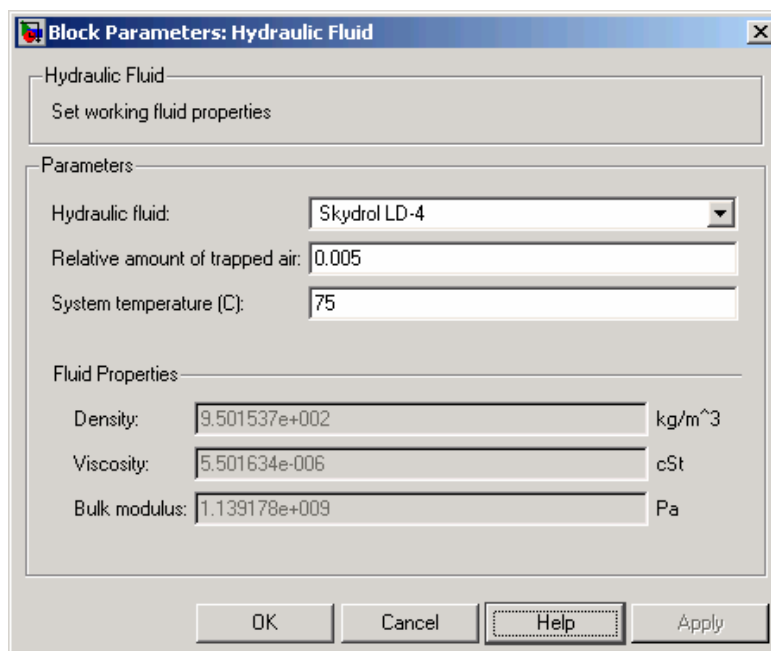 Block Parameters: Hydraulic Fluid
Hydraulic Fluid
Set working fluid properties
Parameters
Hydraulic fluid: Skydrol LD-4
Relative amount of trapped air: 0.005
System temperature (C): 75
Fluid Properties
Density: 9.501537e+002 kg/m^3
Viscosity: 5.501634e-006 cSt
Bulk modulus: 1.139178e+009 Pa
OK Cancel Help Apply